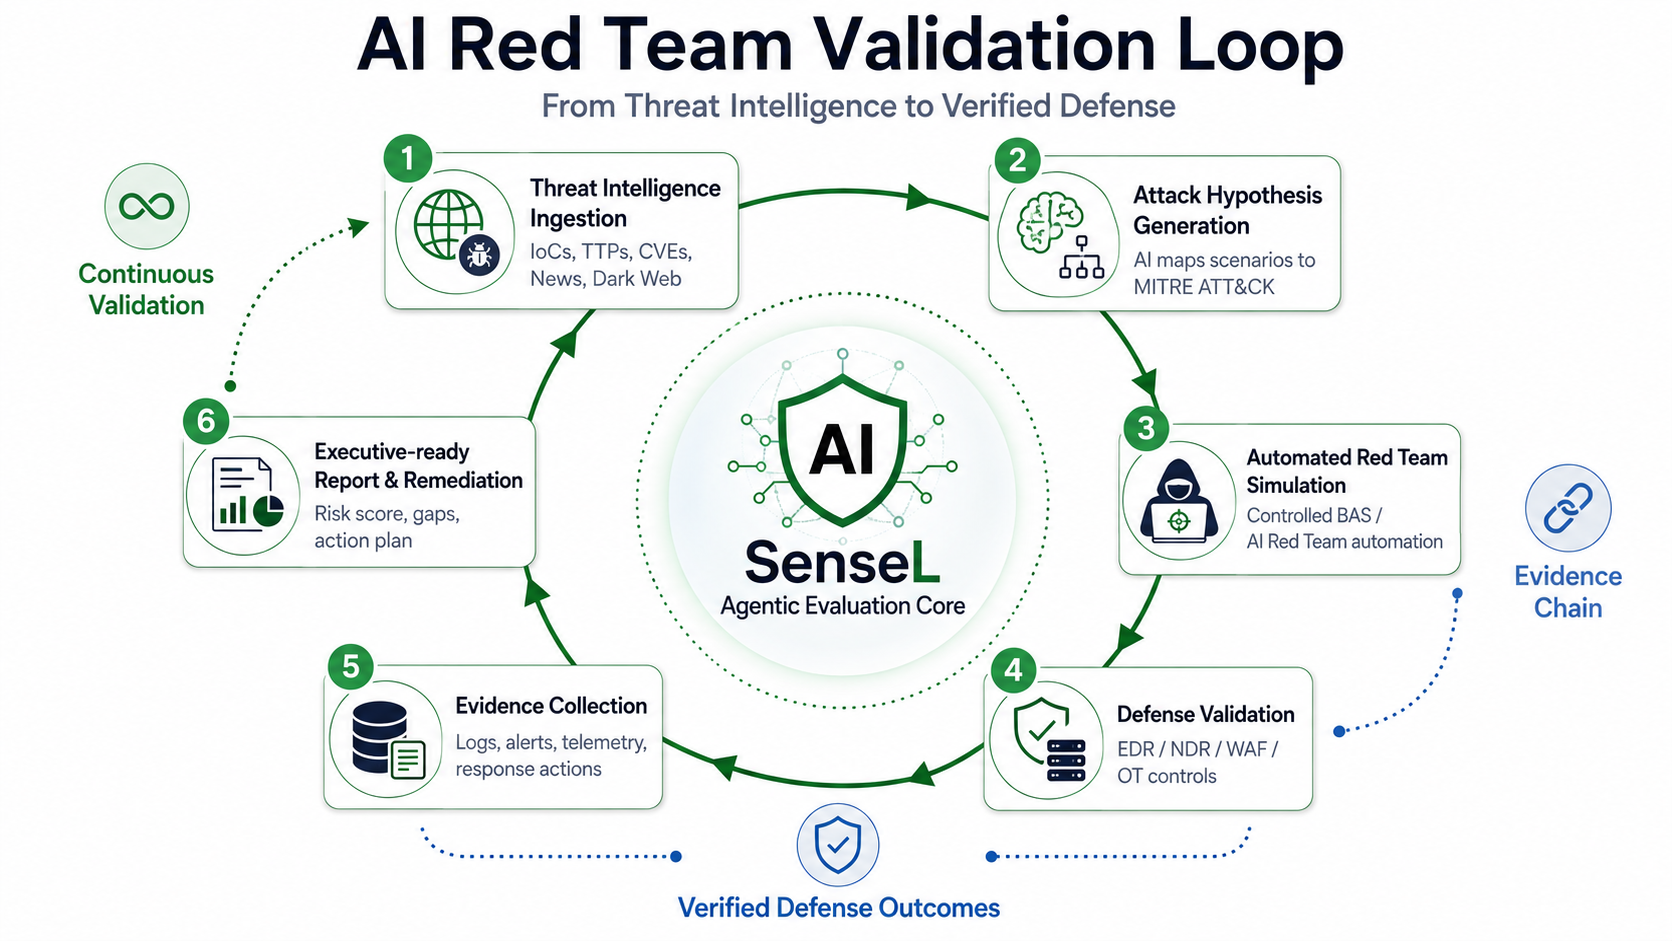 AI Red Team Validation Loop
From Threat Intelligence to Verified Defense
1
Threat Intelligence
Ingestion
IoCs, TTPs, CVEs,
News, Dark Web
2
Attack Hypothesis
Generation
AI maps scenarios to
MITRE ATT&CK
Continuous
Validation
3
Automated Red Team
Simulation
Controlled BAS /
AI Red Team automation
Evidence
Chain
AI
SenseL
Agentic Evaluation Core
6
Executive-ready
Report & Remediation
Risk score, gaps,
action plan
4
Defense Validation
EDR / NDR / WAF /
OT controls
5
Evidence Collection
Logs, alerts, telemetry,
response actions
Verified Defense Outcomes